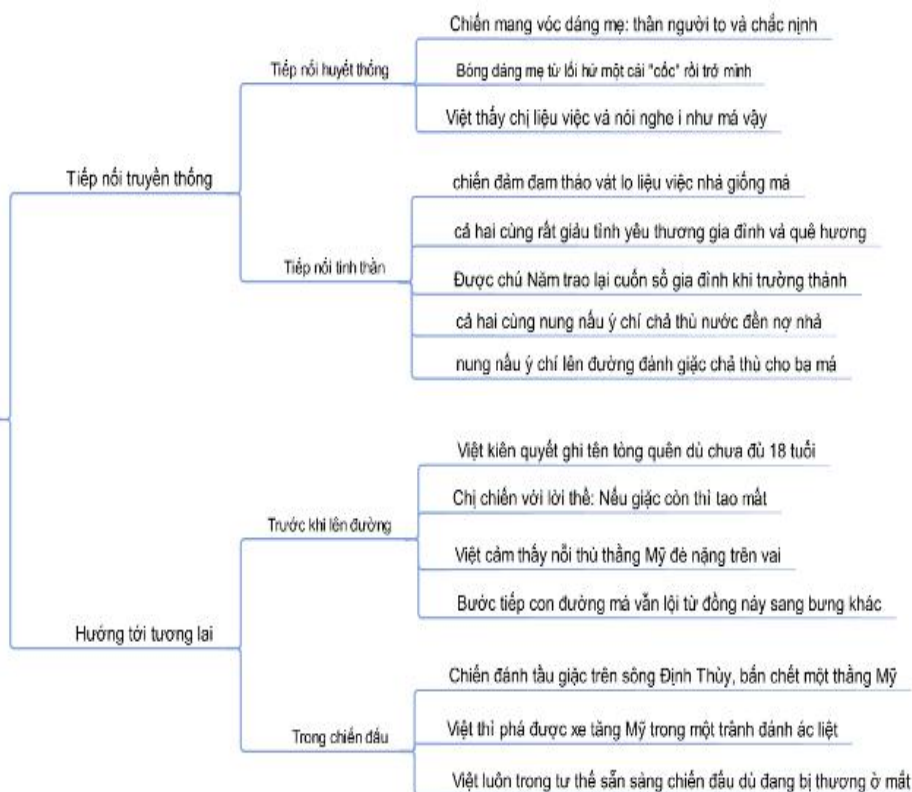 Chiến mang vóc dáng mẹ: thân người to và chắc nịnh
Tiếp nối huyết thống
Bóng dáng mẹ từ lối hứ một cái "cốc" rồi trở mình
Việt thấy chị liệu việc và nói nghe i như má vậy
Tiếp nối truyền thống
chiến đảm đam tháo vát lo liệu việc nhà giống má
cả hai cùng rất giàu tình yêu thương gia đình và quê hương
Tiếp nối tinh thần
Được chú Năm trao lại cuốn sổ gia đình khi trưởng thành
cả hai cùng nung nấu ý chí chả thù nước đền nợ nhà
nung nấu ý chí lên đường đánh giặc chả thù cho ba má
Việt kiên quyết ghi tên tòng quên dù chưa đủ 18 tuổi
Chị chiến với lời thề: Nếu giặc còn thì tao mất
Trước khi lên đường
Việt cảm thấy nỗi thù thằng Mỹ đè nặng trên vai
Bước tiếp con đường mà vẫn lội từ đồng này sang bưng khác
Hướng tới tương lai
Chiến đánh tầu giặc trên sông Định Thủy, bắn chết một thằng Mỹ
Trong chiến đấu
Việt thì phá được xe tăng Mỹ trong một trânh đánh ác liệt
Việt luôn trong tư thế sẵn sàng chiến đấu dù đang bị thương ở mắt